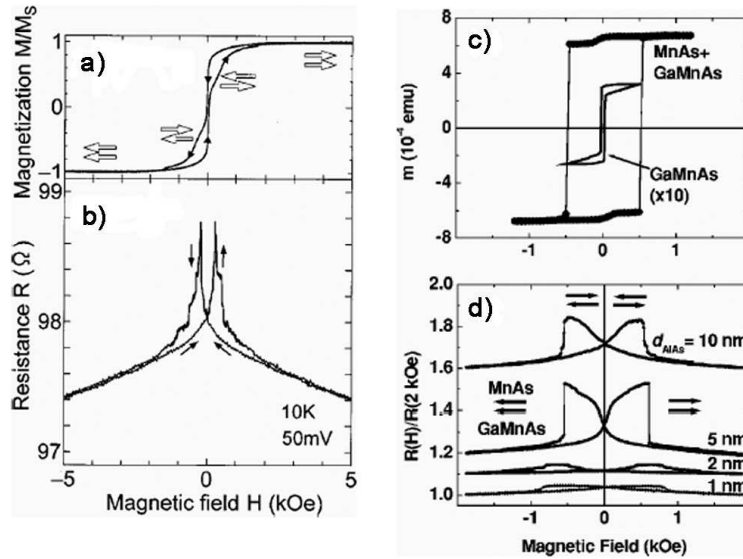 a)
Magnetization M/Mₛ
1
0
−1
99
b)
Resistance R (Ω)
98
97
10K
50mV
−5
0
5
Magnetic field H (kOe)
c)
MnAs+
GaMnAs
GaMnAs
(x10)
m (10⁻⁴ emu)
8
4
0
-4
-8
-1
0
1
d)
R(H)/R(2 kOe)
2.0
1.8
1.6
1.4
1.2
1.0
d_AlAs = 10 nm
MnAs
GaMnAs
5 nm
2 nm
1 nm
-1
0
1
Magnetic Field (kOe)